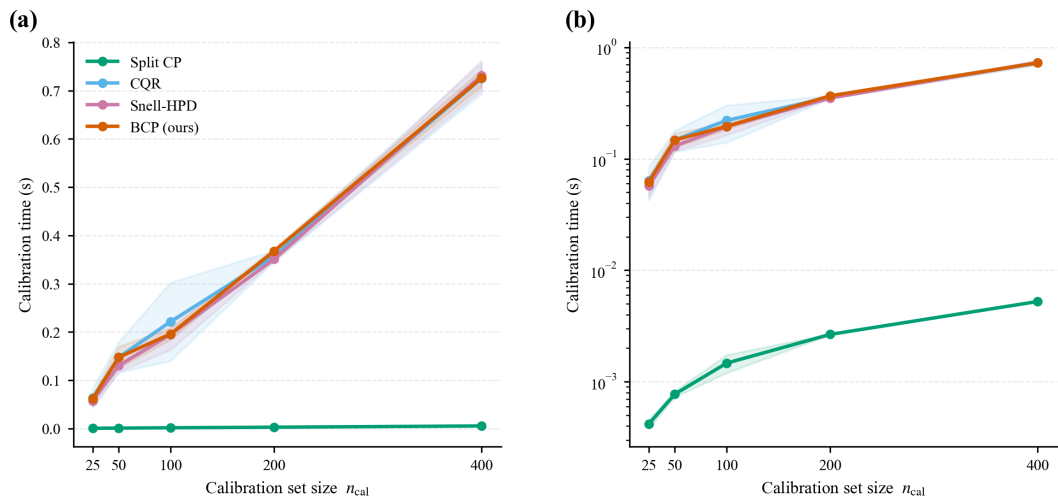 (a)
0.8
0.7
0.6
0.5
0.4
0.3
0.2
0.1
0.0
Calibration time (s)
Split CP
CQR
Snell-HPD
BCP (ours)
25
50
100
200
400
Calibration set size n_cal
(b)
10^0
10^−1
10^−2
10^−3
Calibration time (s)
25
50
100
200
400
Calibration set size n_cal